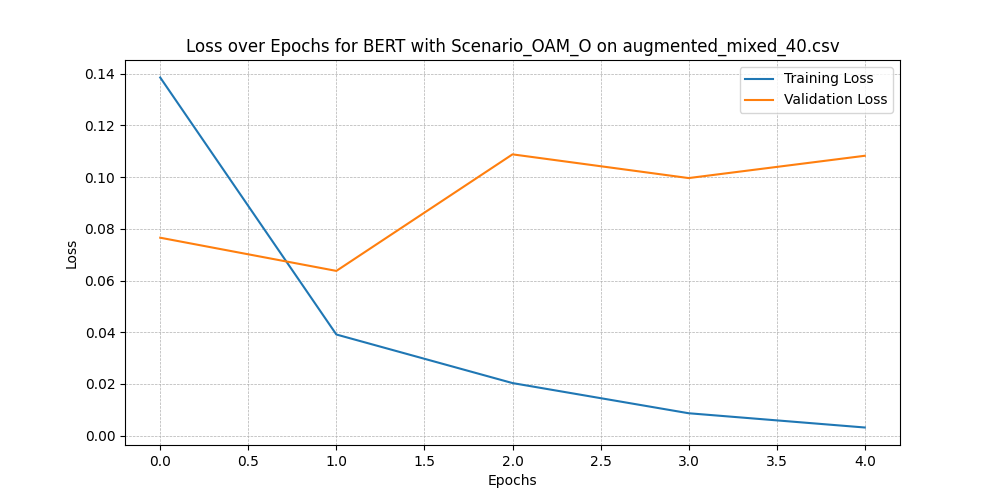 Loss over Epochs for BERT with Scenario_OAM_O on augmented_mixed_40.csv
Training Loss
Validation Loss
0.14
0.12
0.10
0.08
0.06
0.04
0.02
0.00
Loss
0.0 0.5 1.0 1.5 2.0 2.5 3.0 3.5 4.0
Epochs